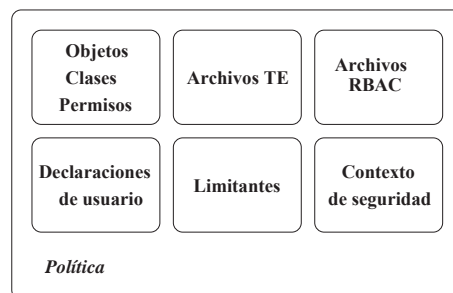 Objetos
Clases
Permisos
Archivos TE
Archivos
RBAC
Declaraciones
de usuario
Limitantes
Contexto
de seguridad
Política